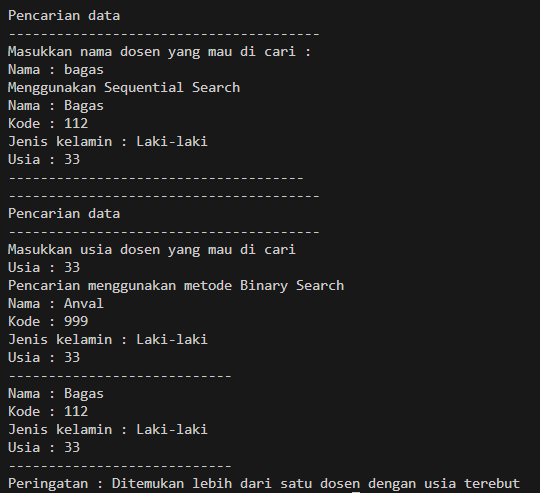 Pencarian data
---------------------------------------
Masukkan nama dosen yang mau di cari :
Nama : bagas
Menggunakan Sequential Search
Nama : Bagas
Kode : 112
Jenis kelamin : Laki-laki
Usia : 33
-------------------------------------
---------------------------------------
Pencarian data
---------------------------------------
Masukkan usia dosen yang mau di cari
Usia : 33
Pencarian menggunakan metode Binary Search
Nama : Anval
Kode : 999
Jenis kelamin : Laki-laki
Usia : 33
----------------------------
Nama : Bagas
Kode : 112
Jenis kelamin : Laki-laki
Usia : 33
----------------------------
Peringatan : Ditemukan lebih dari satu dosen dengan usia terebut